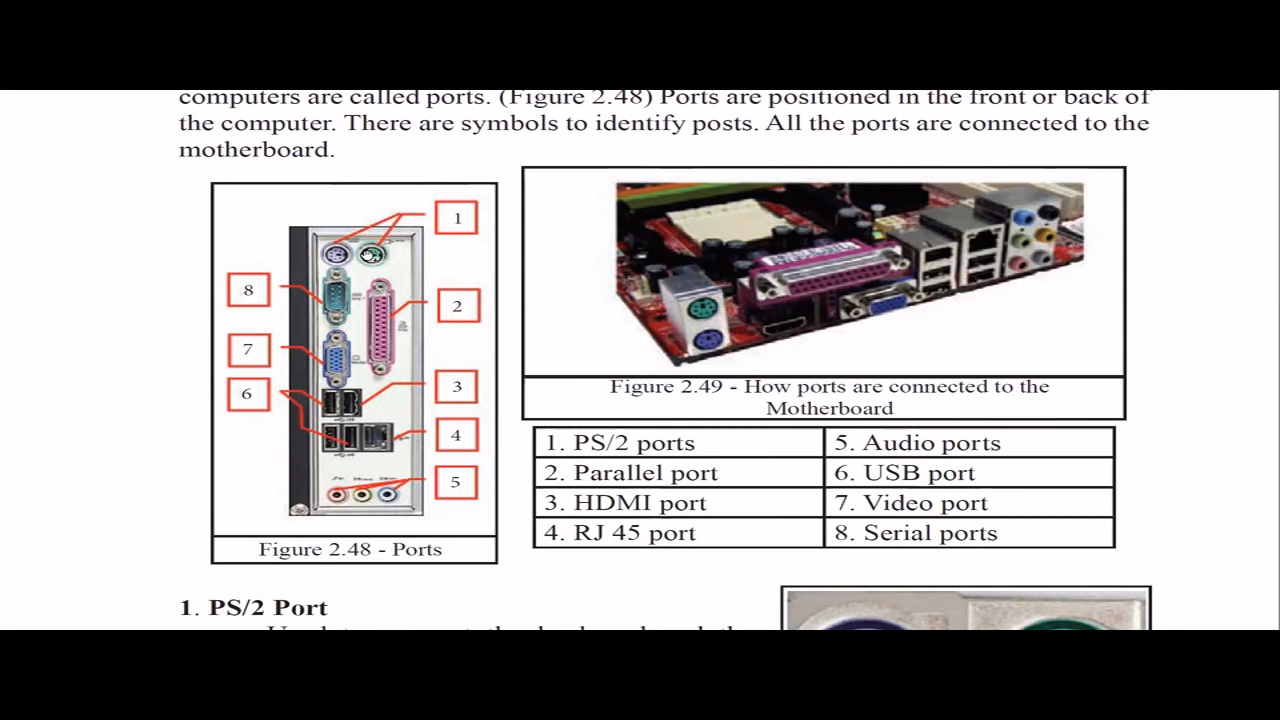 computers are called ports. (Figure 2.48) Ports are positioned in the front or back of
the computer. There are symbols to identify posts. All the ports are connected to the
motherboard.
1
8
2
7
3
6
4
5
Figure 2.48 - Ports
Figure 2.49 - How ports are connected to the
Motherboard
1. PS/2 ports
5. Audio ports
2. Parallel port
6. USB port
3. HDMI port
7. Video port
4. RJ 45 port
8. Serial ports
1. PS/2 Port